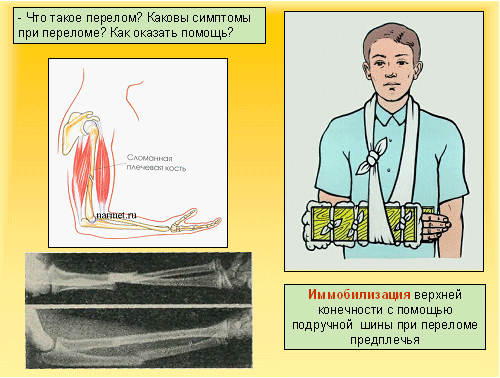 - Что такое перелом? Каковы симптомы
при переломе? Как оказать помощь?
Сломанная
плечевая кость
narmet.ru
Иммобилизация верхней
конечности с помощью
подручной шины при переломе
предплечья